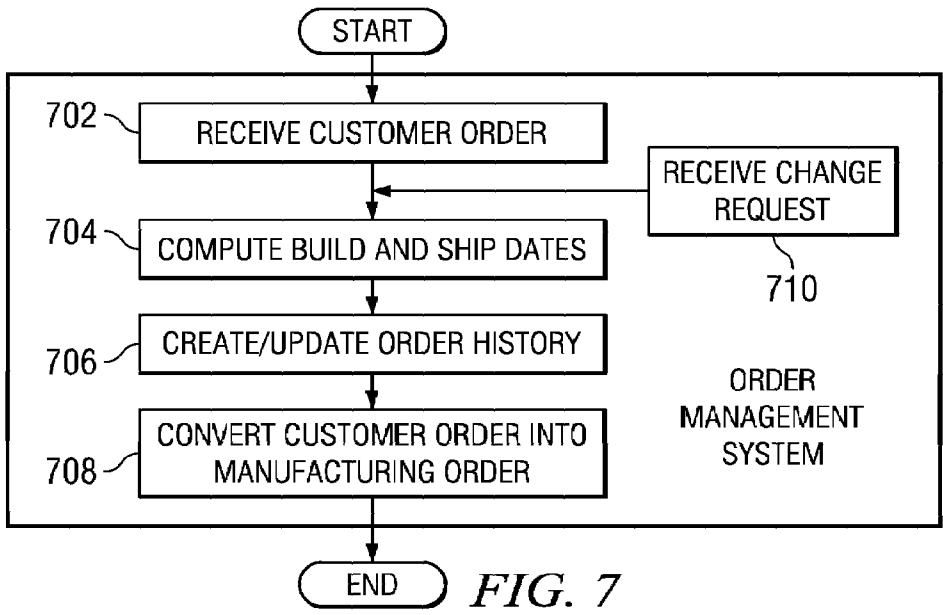 START
702
RECEIVE CUSTOMER ORDER
RECEIVE CHANGE
REQUEST
710
704
COMPUTE BUILD AND SHIP DATES
706
CREATE/UPDATE ORDER HISTORY
708
CONVERT CUSTOMER ORDER INTO
MANUFACTURING ORDER
ORDER
MANAGEMENT
SYSTEM
END
FIG. 7